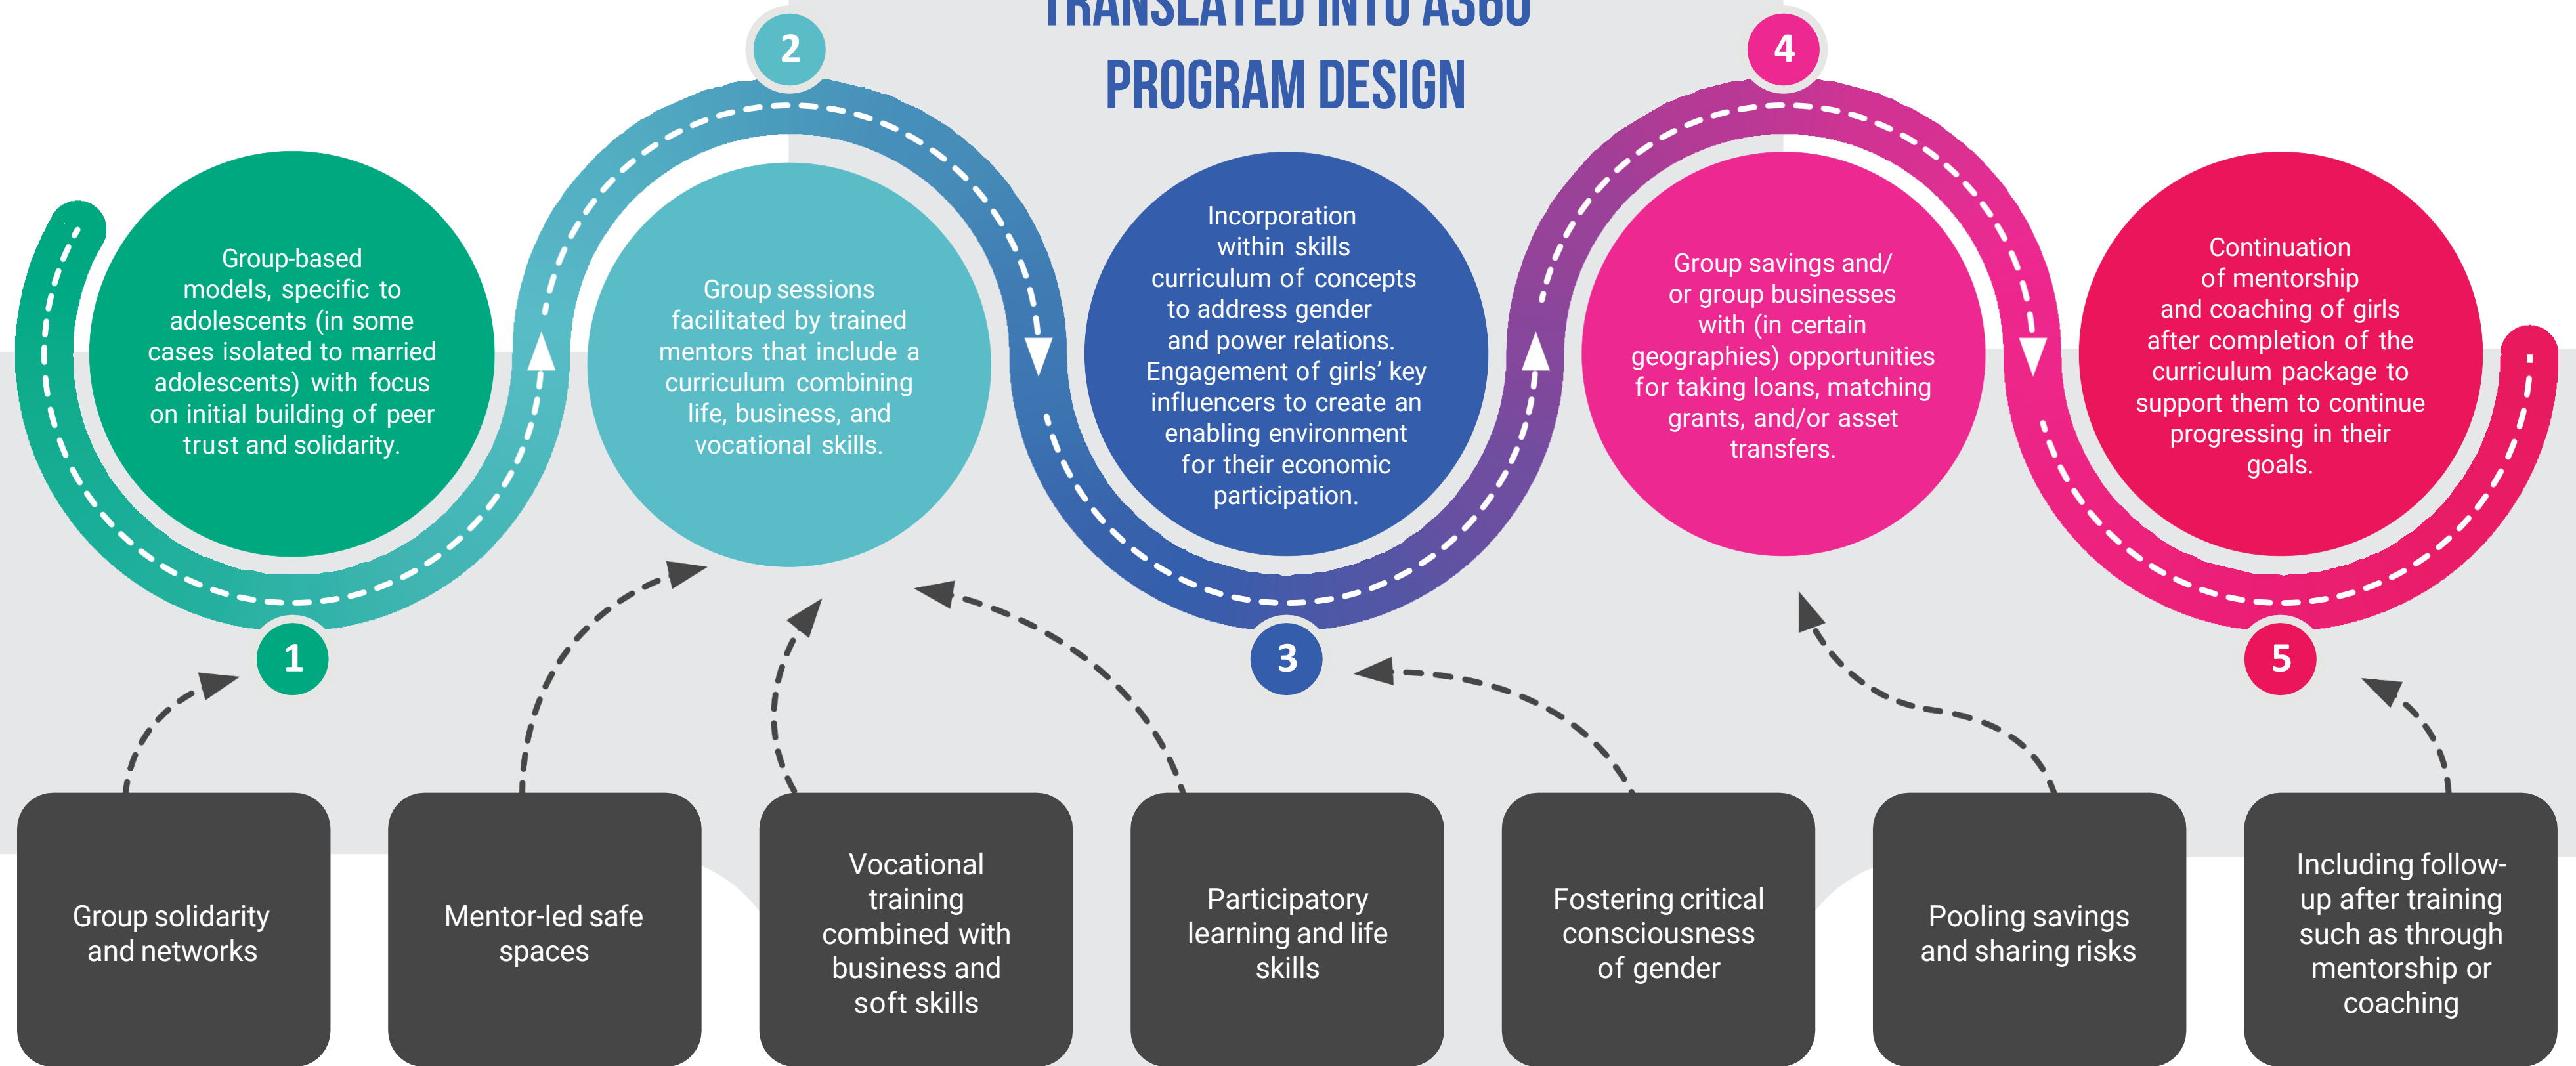 TRANSLATED INTO A360
PROGRAM DESIGN
2
4
Group-based
models, specific to
adolescents (in some
cases isolated to married
adolescents) with focus
on initial building of peer
trust and solidarity.
Group sessions
facilitated by trained
mentors that include a
curriculum combining
life, business, and
vocational skills.
Incorporation
within skills
curriculum of concepts
to address gender
and power relations.
Engagement of girls’ key
influencers to create an
enabling environment
for their economic
participation.
Group savings and/
or group businesses
with (in certain
geographies) opportunities
for taking loans, matching
grants, and/or asset
transfers.
Continuation
of mentorship
and coaching of girls
after completion of the
curriculum package to
support them to continue
progressing in their
goals.
1
3
5
Group solidarity
and networks
Mentor-led safe
spaces
Vocational
training
combined with
business and
soft skills
Participatory
learning and life
skills
Fostering critical
consciousness
of gender
Pooling savings
and sharing risks
Including follow-
up after training
such as through
mentorship or
coaching